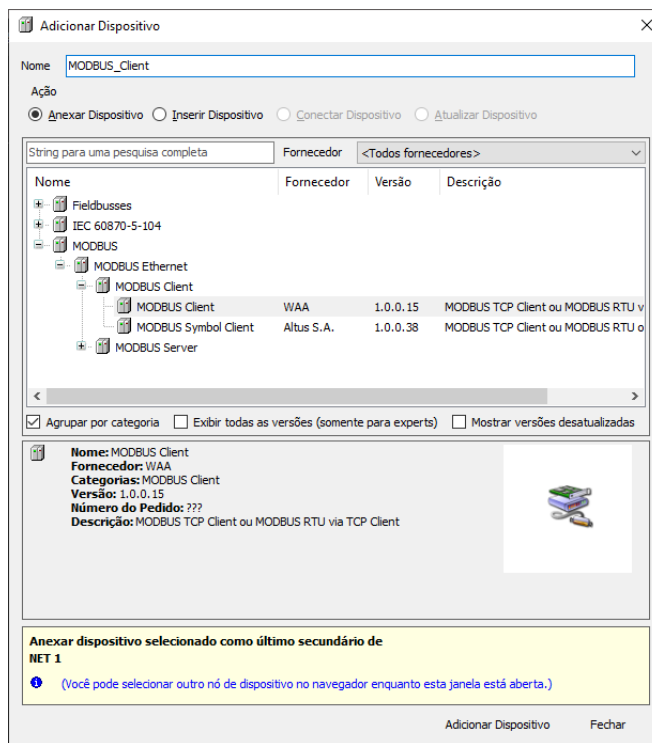 Adicionar Dispositivo
Nome MODBUS_Client
Ação
Anexar Dispositivo Inserir Dispositivo Conectar Dispositivo Atualizar Dispositivo
String para uma pesquisa completa Fornecedor <Todos fornecedores>
Nome Fornecedor Versão Descrição
Fieldbusses
IEC 60870-5-104
MODBUS
MODBUS Ethernet
MODBUS Client
MODBUS Client WAA 1.0.0.15 MODBUS TCP Client ou MODBUS RTU v
MODBUS Symbol Client Altus S.A. 1.0.0.38 MODBUS TCP Client ou MODBUS RTU o
MODBUS Server
Agrupar por categoria Exibir todas as versões (somente para experts) Mostrar versões desatualizadas
Nome: MODBUS Client
Fornecedor: WAA
Categorias: MODBUS Client
Versão: 1.0.0.15
Número do Pedido: ???
Descrição: MODBUS TCP Client ou MODBUS RTU via TCP Client
Anexar dispositivo selecionado como último secundário de
NET 1
(Você pode selecionar outro nó de dispositivo no navegador enquanto esta janela está aberta.)
Adicionar Dispositivo Fechar